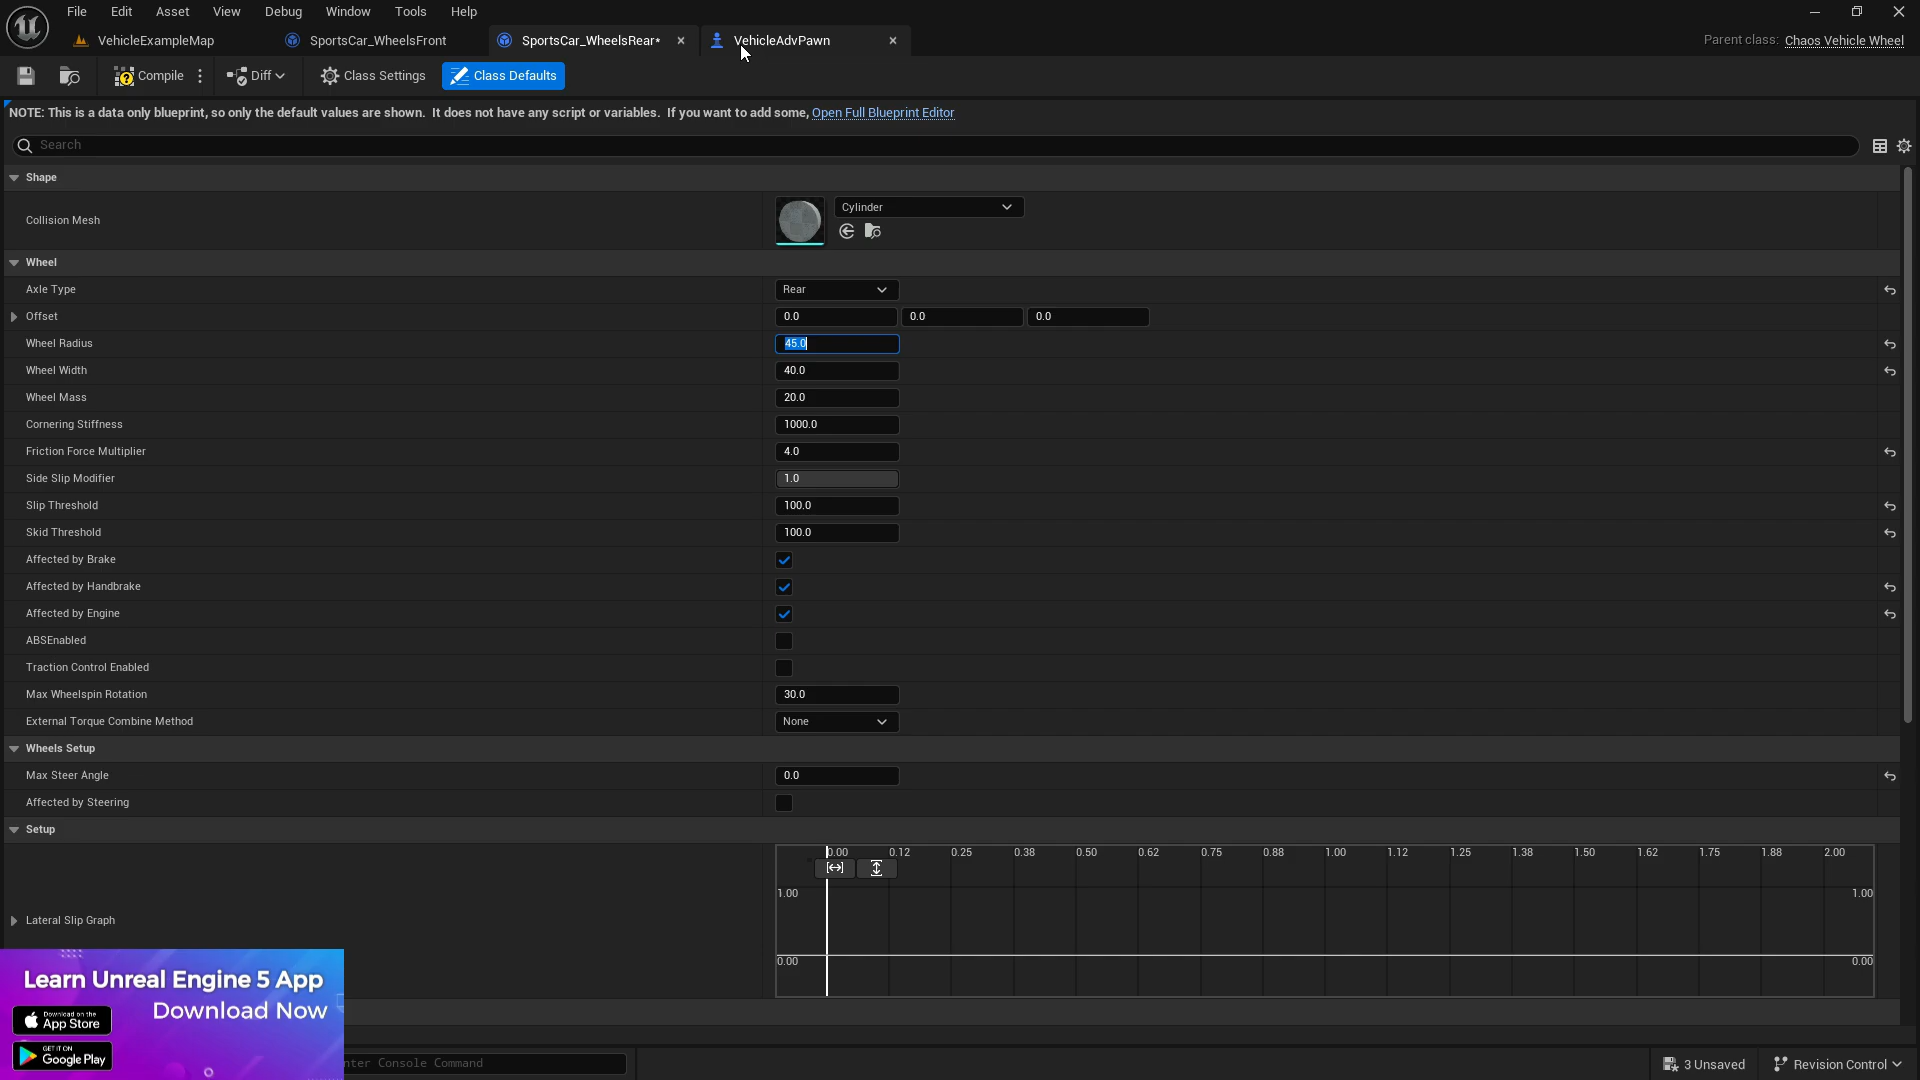 File Edit Asset View Debug Window Tools Help
VehicleExampleMap SportsCar_WheelsFront SportsCar_WheelsRear* VehicleAdvPawn Parent class: Chaos Vehicle Wheel
Compile Diff Class Settings Class Defaults
NOTE: This is a data only blueprint, so only the default values are shown. It does not have any script or variables. If you want to add some, Open Full Blueprint Editor
Search
Shape
Collision Mesh Cylinder
Wheel
Axle Type Rear
Offset 0.0 0.0 0.0
Wheel Radius 45.0
Wheel Width 40.0
Wheel Mass 20.0
Cornering Stiffness 1000.0
Friction Force Multiplier 4.0
Side Slip Modifier 1.0
Slip Threshold 100.0
Skid Threshold 100.0
Affected by Brake
Affected by Handbrake
Affected by Engine
ABSEnabled
Traction Control Enabled
Max Wheelspin Rotation 30.0
External Torque Combine Method None
Wheels Setup
Max Steer Angle 0.0
Affected by Steering
Setup
0.00 0.12 0.25 0.38 0.50 0.62 0.75 0.88 1.00 1.12 1.25 1.38 1.50 1.62 1.75 1.88 2.00
1.00 1.00
Lateral Slip Graph
0.00 0.00
Learn Unreal Engine 5 App
Download Now
Download on the
App Store
GET IT ON
Google Play
nter Console Command
3 Unsaved Revision Control